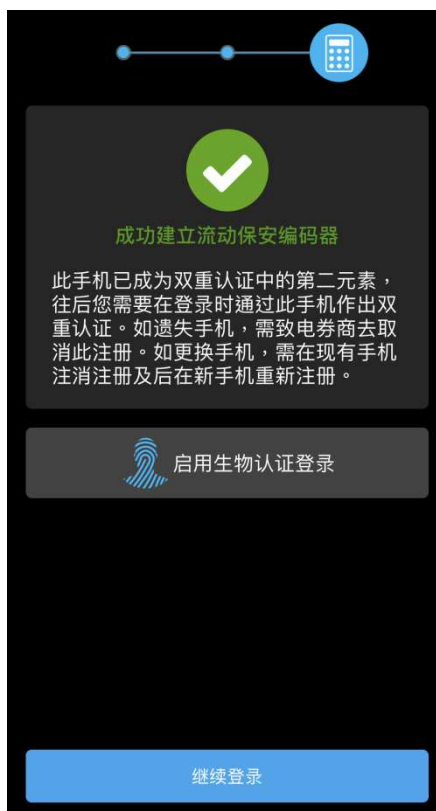 成功建立流动保安编码器
此手机已成为双重认证中的第二元素，
往后您需要在登录时通过此手机作出双
重认证。如遗失手机，需致电券商去取
消此注册。如更换手机，需在现有手机
注消注册及后在新手机重新注册。
启用生物认证登录
继续登录